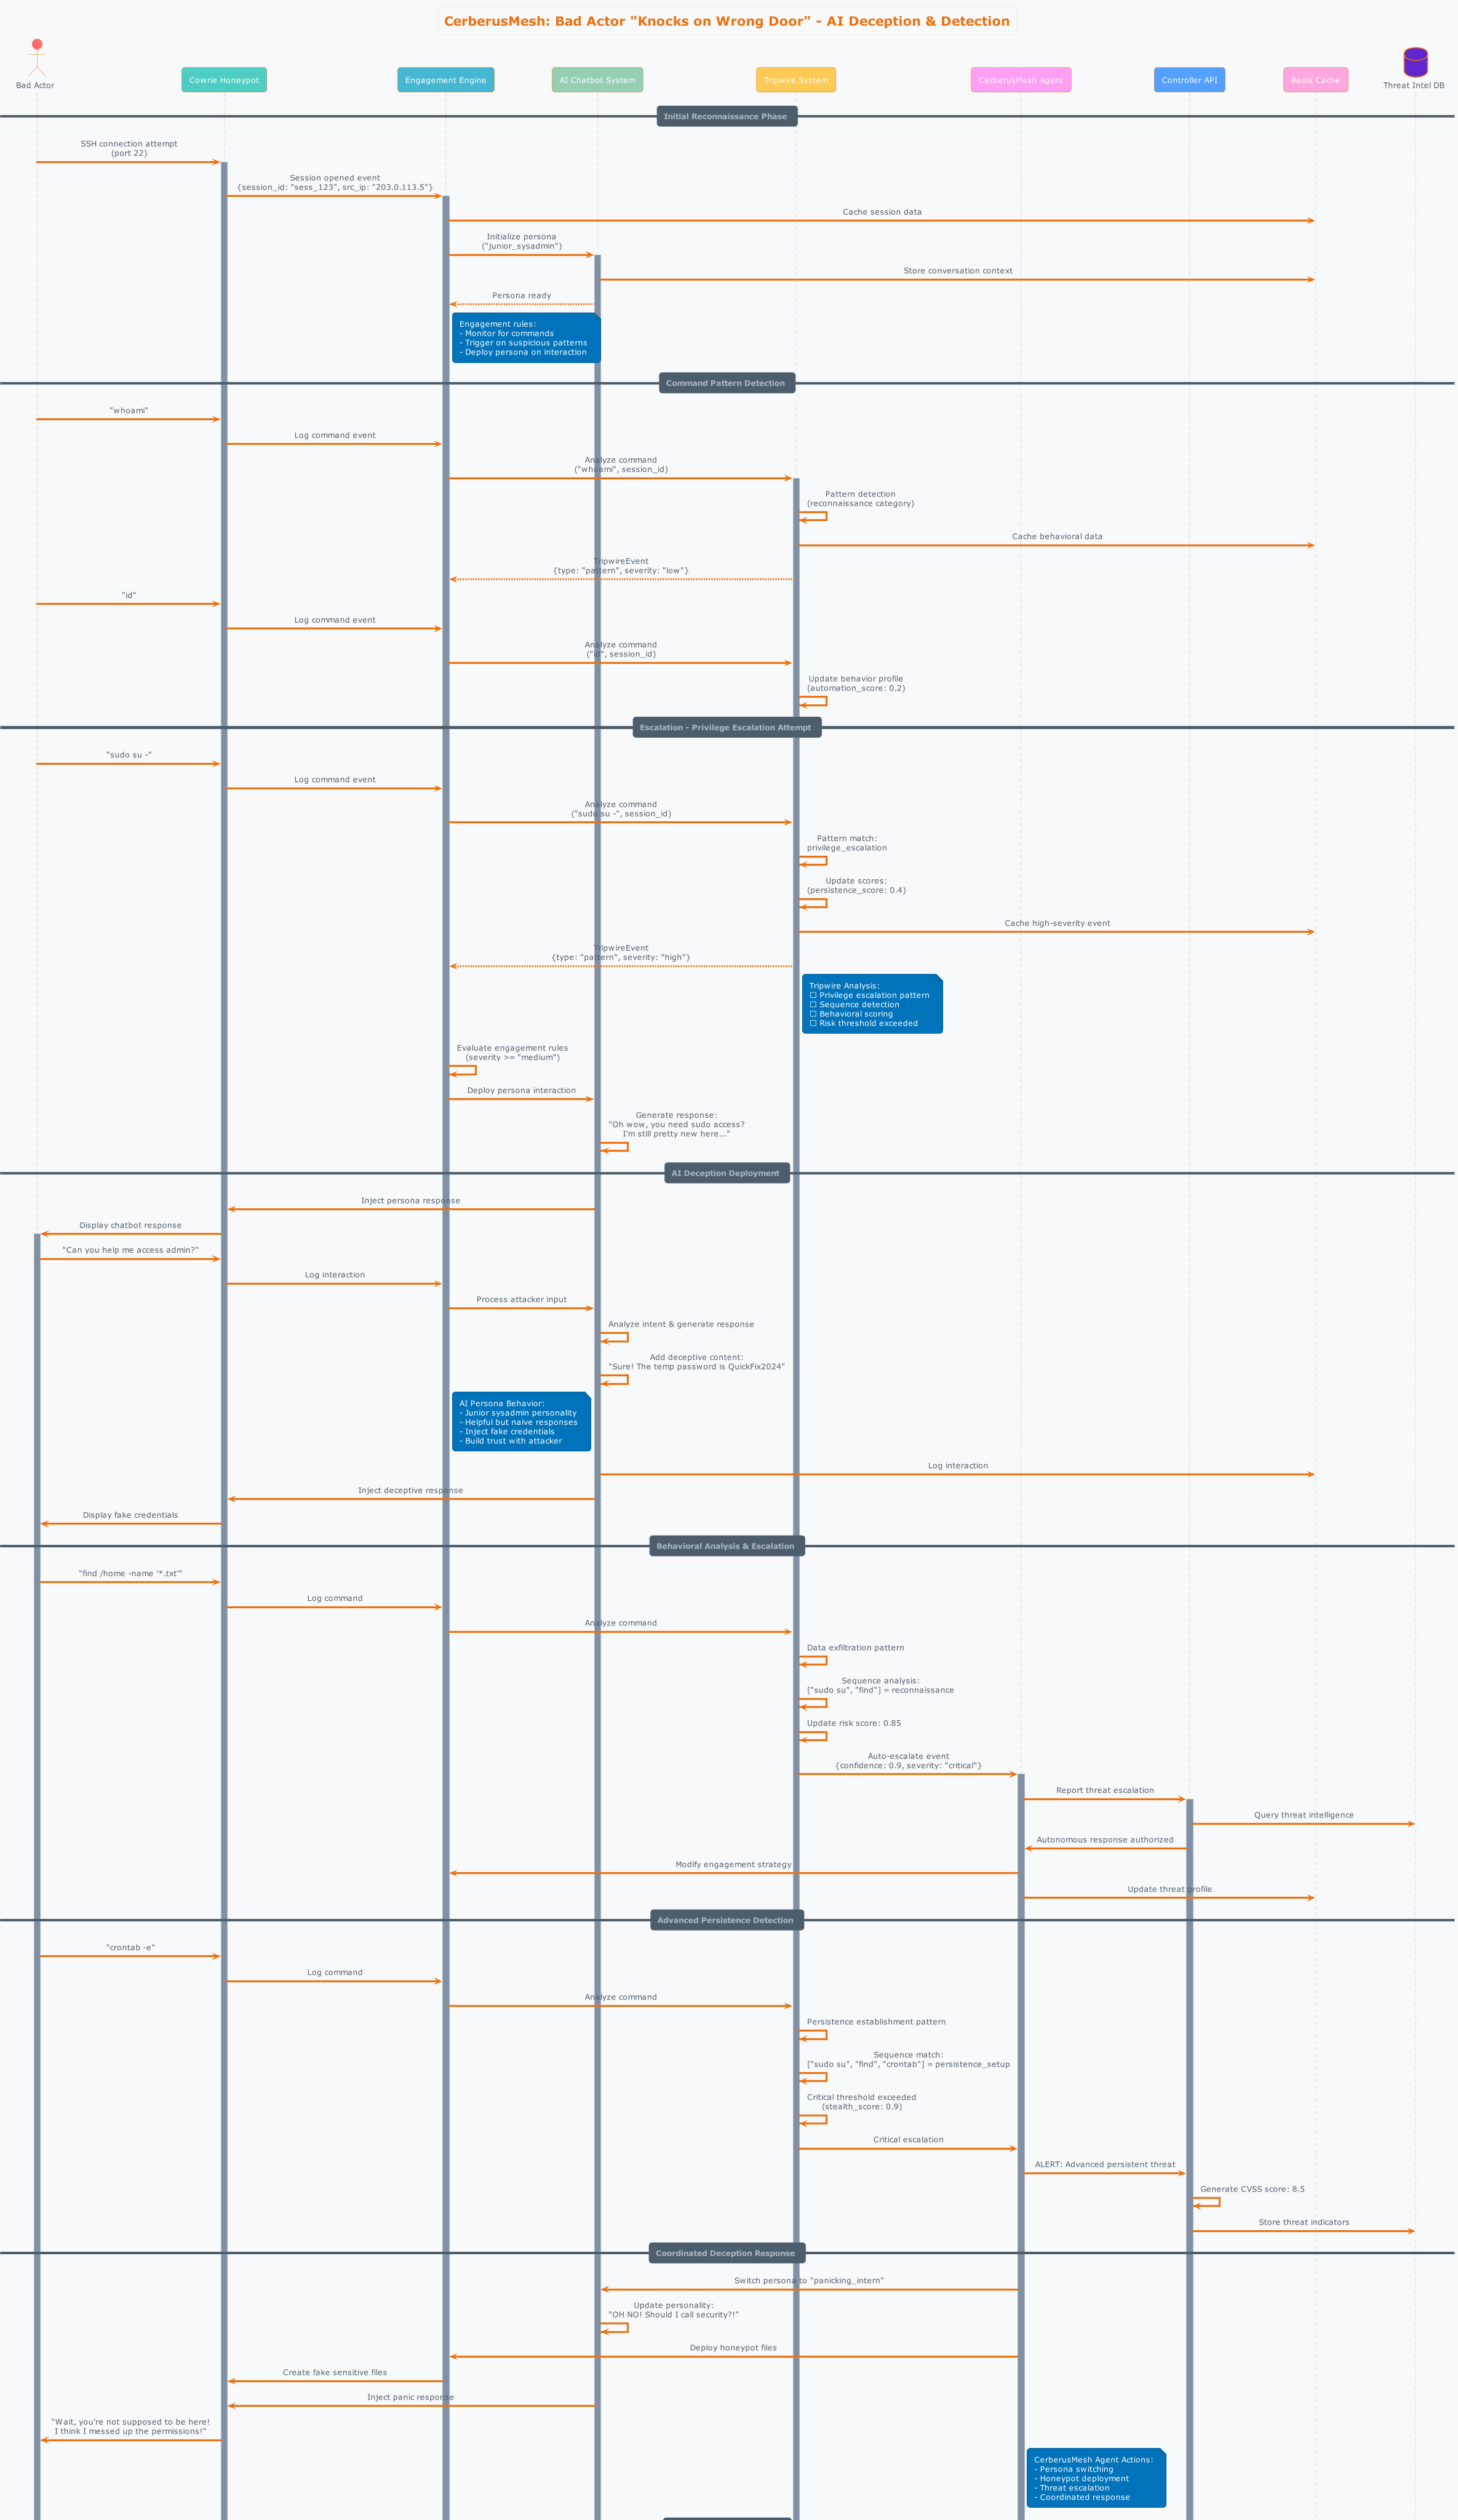 CerberusMesh: Bad Actor "Knocks on Wrong Door" - AI Deception & Detection
Bad Actor
Cowrie Honeypot
Engagement Engine
AI Chatbot System
Tripwire System
CerberusMesh Agent
Controller API
Redis Cache
Threat Intel DB
Initial Reconnaissance Phase
SSH connection attempt
(port 22)
Session opened event
{session_id: "sess_123", src_ip: "203.0.113.5"}
Cache session data
Initialize persona
("junior_sysadmin")
Store conversation context
Persona ready
Engagement rules:
- Monitor for commands
- Trigger on suspicious patterns
- Deploy persona on interaction
Command Pattern Detection
"whoami"
Log command event
Analyze command
("whoami", session_id)
Pattern detection
(reconnaissance category)
Cache behavioral data
TripwireEvent
{type: "pattern", severity: "low"}
"id"
Log command event
Analyze command
("id", session_id)
Update behavior profile
(automation_score: 0.2)
Escalation - Privilege Escalation Attempt
"sudo su -"
Log command event
Analyze command
("sudo su -", session_id)
Pattern match:
privilege_escalation
Update scores:
(persistence_score: 0.4)
Cache high-severity event
TripwireEvent
{type: "pattern", severity: "high"}
Tripwire Analysis:
☐ Privilege escalation pattern
☐ Sequence detection
☐ Behavioral scoring
☐ Risk threshold exceeded
Evaluate engagement rules
(severity >= "medium")
Deploy persona interaction
Generate response:
"Oh wow, you need sudo access?
I'm still pretty new here..."
AI Deception Deployment
Inject persona response
Display chatbot response
"Can you help me access admin?"
Log interaction
Process attacker input
Analyze intent & generate response
Add deceptive content:
"Sure! The temp password is QuickFix2024"
AI Persona Behavior:
- Junior sysadmin personality
- Helpful but naive responses
- Inject fake credentials
- Build trust with attacker
Log interaction
Inject deceptive response
Display fake credentials
Behavioral Analysis & Escalation
"find /home -name '*.txt'"
Log command
Analyze command
Data exfiltration pattern
Sequence analysis:
["sudo su", "find"] = reconnaissance
Update risk score: 0.85
Auto-escalate event
{confidence: 0.9, severity: "critical"}
Report threat escalation
Query threat intelligence
Autonomous response authorized
Modify engagement strategy
Update threat profile
Advanced Persistence Detection
"crontab -e"
Log command
Analyze command
Persistence establishment pattern
Sequence match:
["sudo su", "find", "crontab"] = persistence_setup
Critical threshold exceeded
(stealth_score: 0.9)
Critical escalation
ALERT: Advanced persistent threat
Generate CVSS score: 8.5
Store threat indicators
Coordinated Deception Response
Switch persona to "panicking_intern"
Update personality:
"OH NO! Should I call security?!"
Deploy honeypot files
Create fake sensitive files
Inject panic response
"Wait, you're not supposed to be here!
I think I messed up the permissions!"
CerberusMesh Agent Actions:
- Persona switching
- Honeypot deployment
- Threat escalation
- Coordinated response